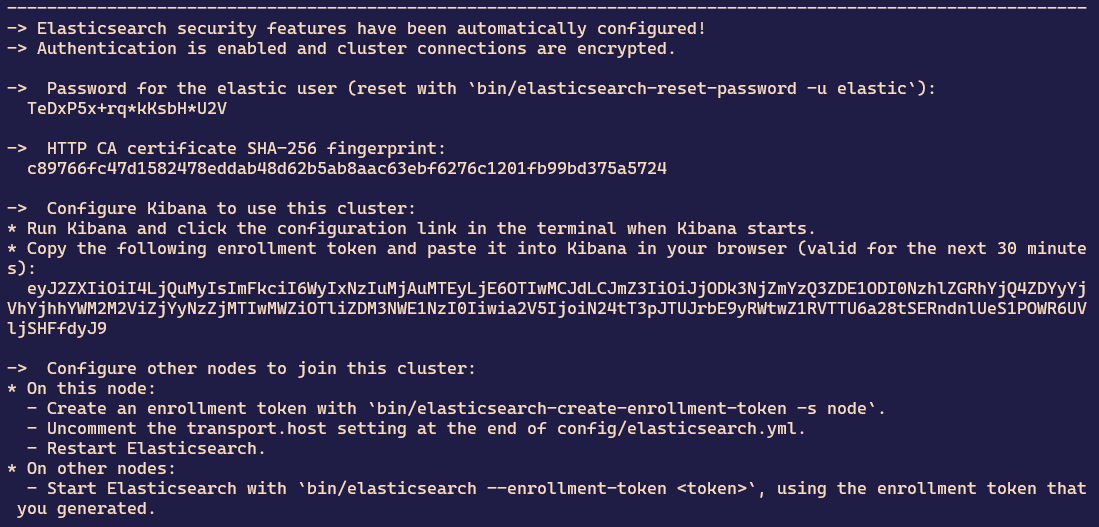 -> Elasticsearch security features have been automatically configured!
-> Authentication is enabled and cluster connections are encrypted.
->  Password for the elastic user (reset with `bin/elasticsearch-reset-password -u elastic`):
  TeDxP5x+rq*kKsbH*U2V
->  HTTP CA certificate SHA-256 fingerprint:
  c89766fc47d1582478eddab48d62b5ab8aac63ebf6276c1201fb99bd375a5724
->  Configure Kibana to use this cluster:
* Run Kibana and click the configuration link in the terminal when Kibana starts.
* Copy the following enrollment token and paste it into Kibana in your browser (valid for the next 30 minute
s):
  eyJ2ZXIiOiI4LjQuMyIsImFkciI6WyIxNzIuMjAuMTEyLjE6OTIwMCJdLCJmZ3IiOiJjODk3NjZmYzQ3ZDE1ODI0NzhlZGRhYjQ4ZDYyYj
VhYjhhYWM2M2ViZjYyNzZjMTIwMWZiOTliZDM3NWE1NzI0Iiwia2V5IjoiN24tT3pJTUJrbE9yRWtwZ1RVTTU6a28tSERndnlUeS1POWR6UV
ljSHFfdyJ9
->  Configure other nodes to join this cluster:
* On this node:
  - Create an enrollment token with `bin/elasticsearch-create-enrollment-token -s node`.
  - Uncomment the transport.host setting at the end of config/elasticsearch.yml.
  - Restart Elasticsearch.
* On other nodes:
  - Start Elasticsearch with `bin/elasticsearch --enrollment-token <token>`, using the enrollment token that
 you generated.